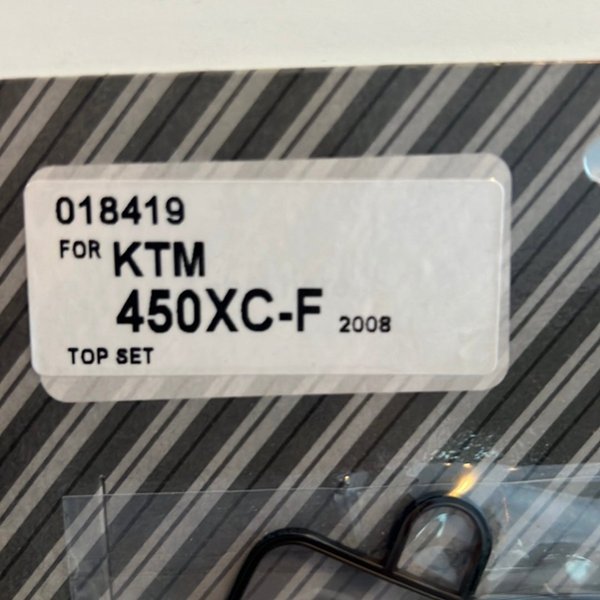 018419
FOR KTM
450XC-F 2008
TOP SET